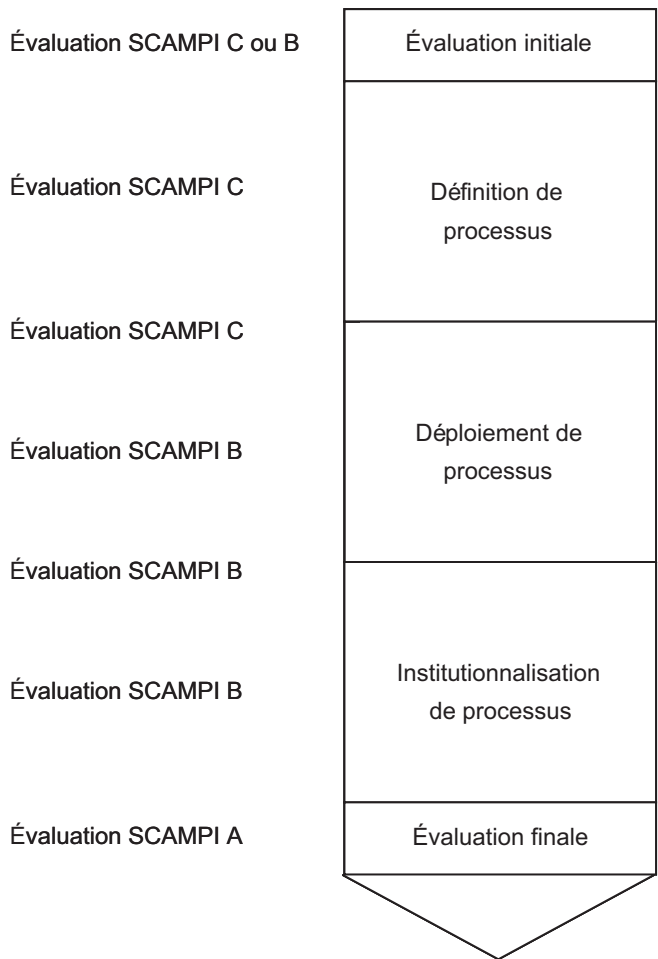 Évaluation SCAMPI C ou B
Évaluation initiale
Évaluation SCAMPI C
Définition de
processus
Évaluation SCAMPI C
Déploiement de
processus
Évaluation SCAMPI B
Évaluation SCAMPI B
Institutionnalisation
de processus
Évaluation SCAMPI B
Évaluation SCAMPI A
Évaluation finale